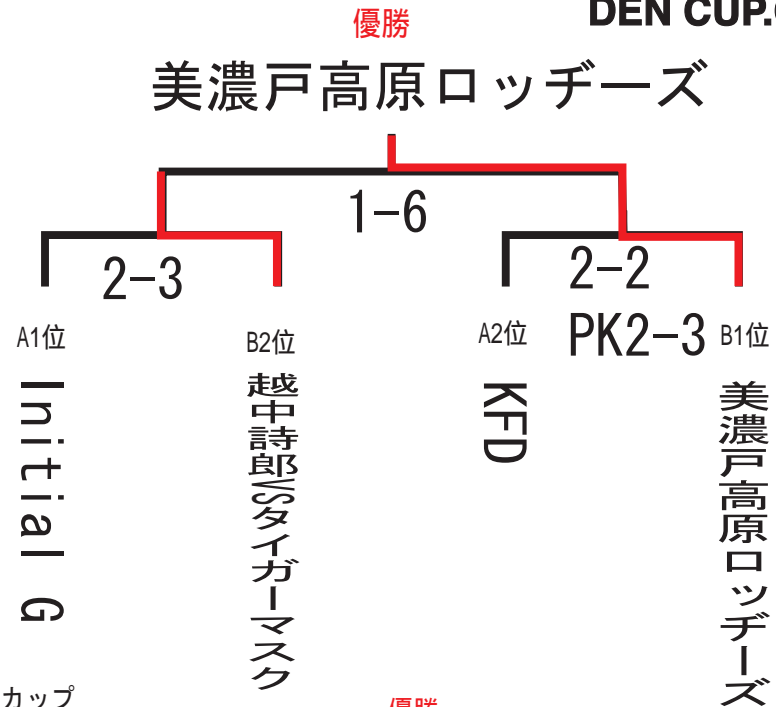 DEN CUP.
優勝
美濃戸高原ロッヂーズ
1-6
2-3
2-2
PK2-3
A1位
B2位
A2位
B1位
Initial G
越中詩郎VSタイガーマスク
KFD
美濃戸高原ロッヂーズ
カップ
優勝